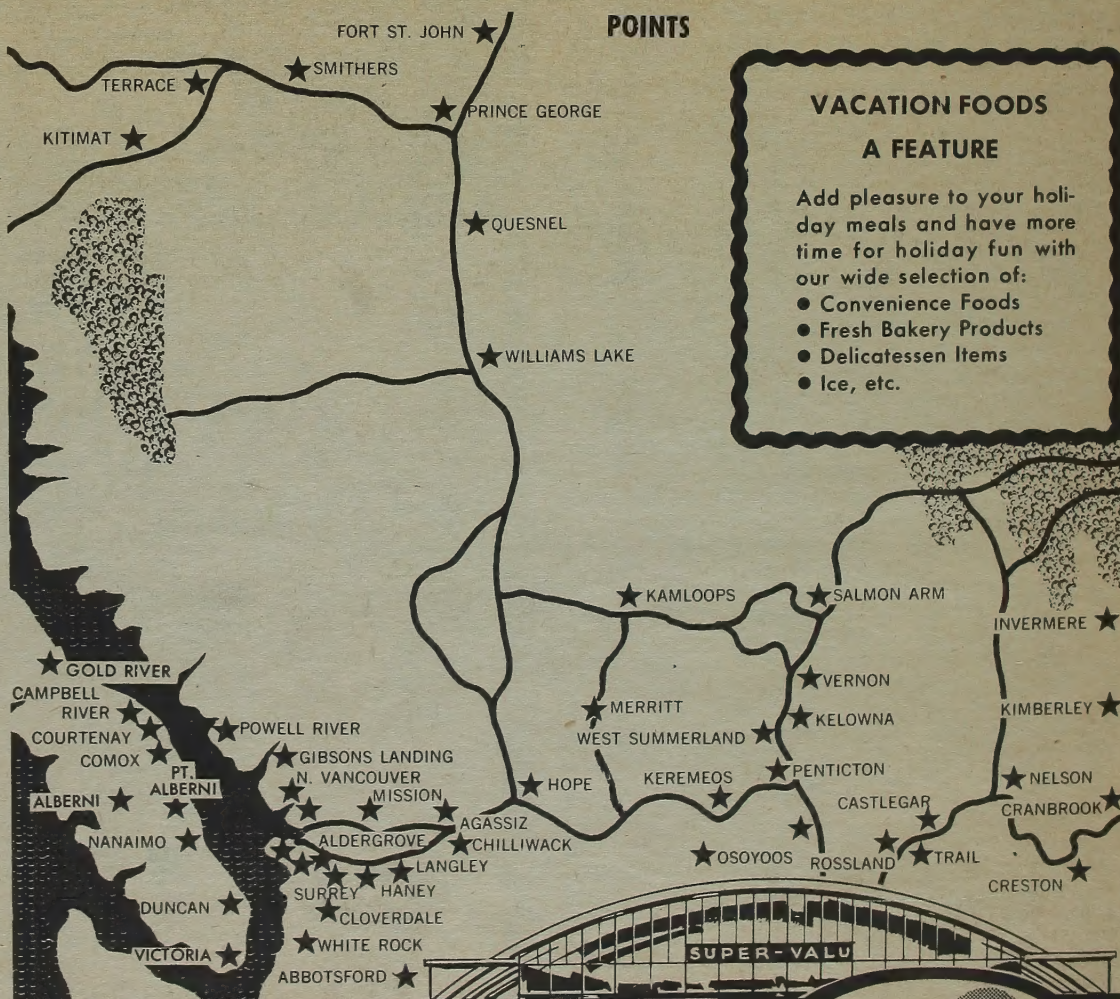 POINTS
FORT ST. JOHN
SMITHERS
TERRACE
PRINCE GEORGE
KITIMAT
QUESNEL
WILLIAMS LAKE
VACATION FOODS
A FEATURE
Add pleasure to your holi-
day meals and have more
time for holiday fun with
our wide selection of:
● Convenience Foods
● Fresh Bakery Products
● Delicatessen Items
● Ice, etc.
KAMLOOPS
SALMON ARM
INVERMERE
GOLD RIVER
CAMPBELL
RIVER
COURTENAY
COMOX
POWELL RIVER
GIBSONS LANDING
N. VANCOUVER
MISSION
PT.
ALBERNI
ALBERNI
NANAIMO
DUNCAN
VICTORIA
AGASSIZ
ALDERGROVE
CHILLIWACK
LANGLEY
HANEY
SURREY
CLOVERDALE
WHITE ROCK
ABBOTSFORD
HOPE
MERRITT
WEST SUMMERLAND
VERNON
KELOWNA
KEREMEOS
PENTICTON
OSOYOOS
KIMBERLEY
NELSON
CASTLEGAR
CRANBROOK
ROSSLAND
TRAIL
CRESTON
SUPER-VALU